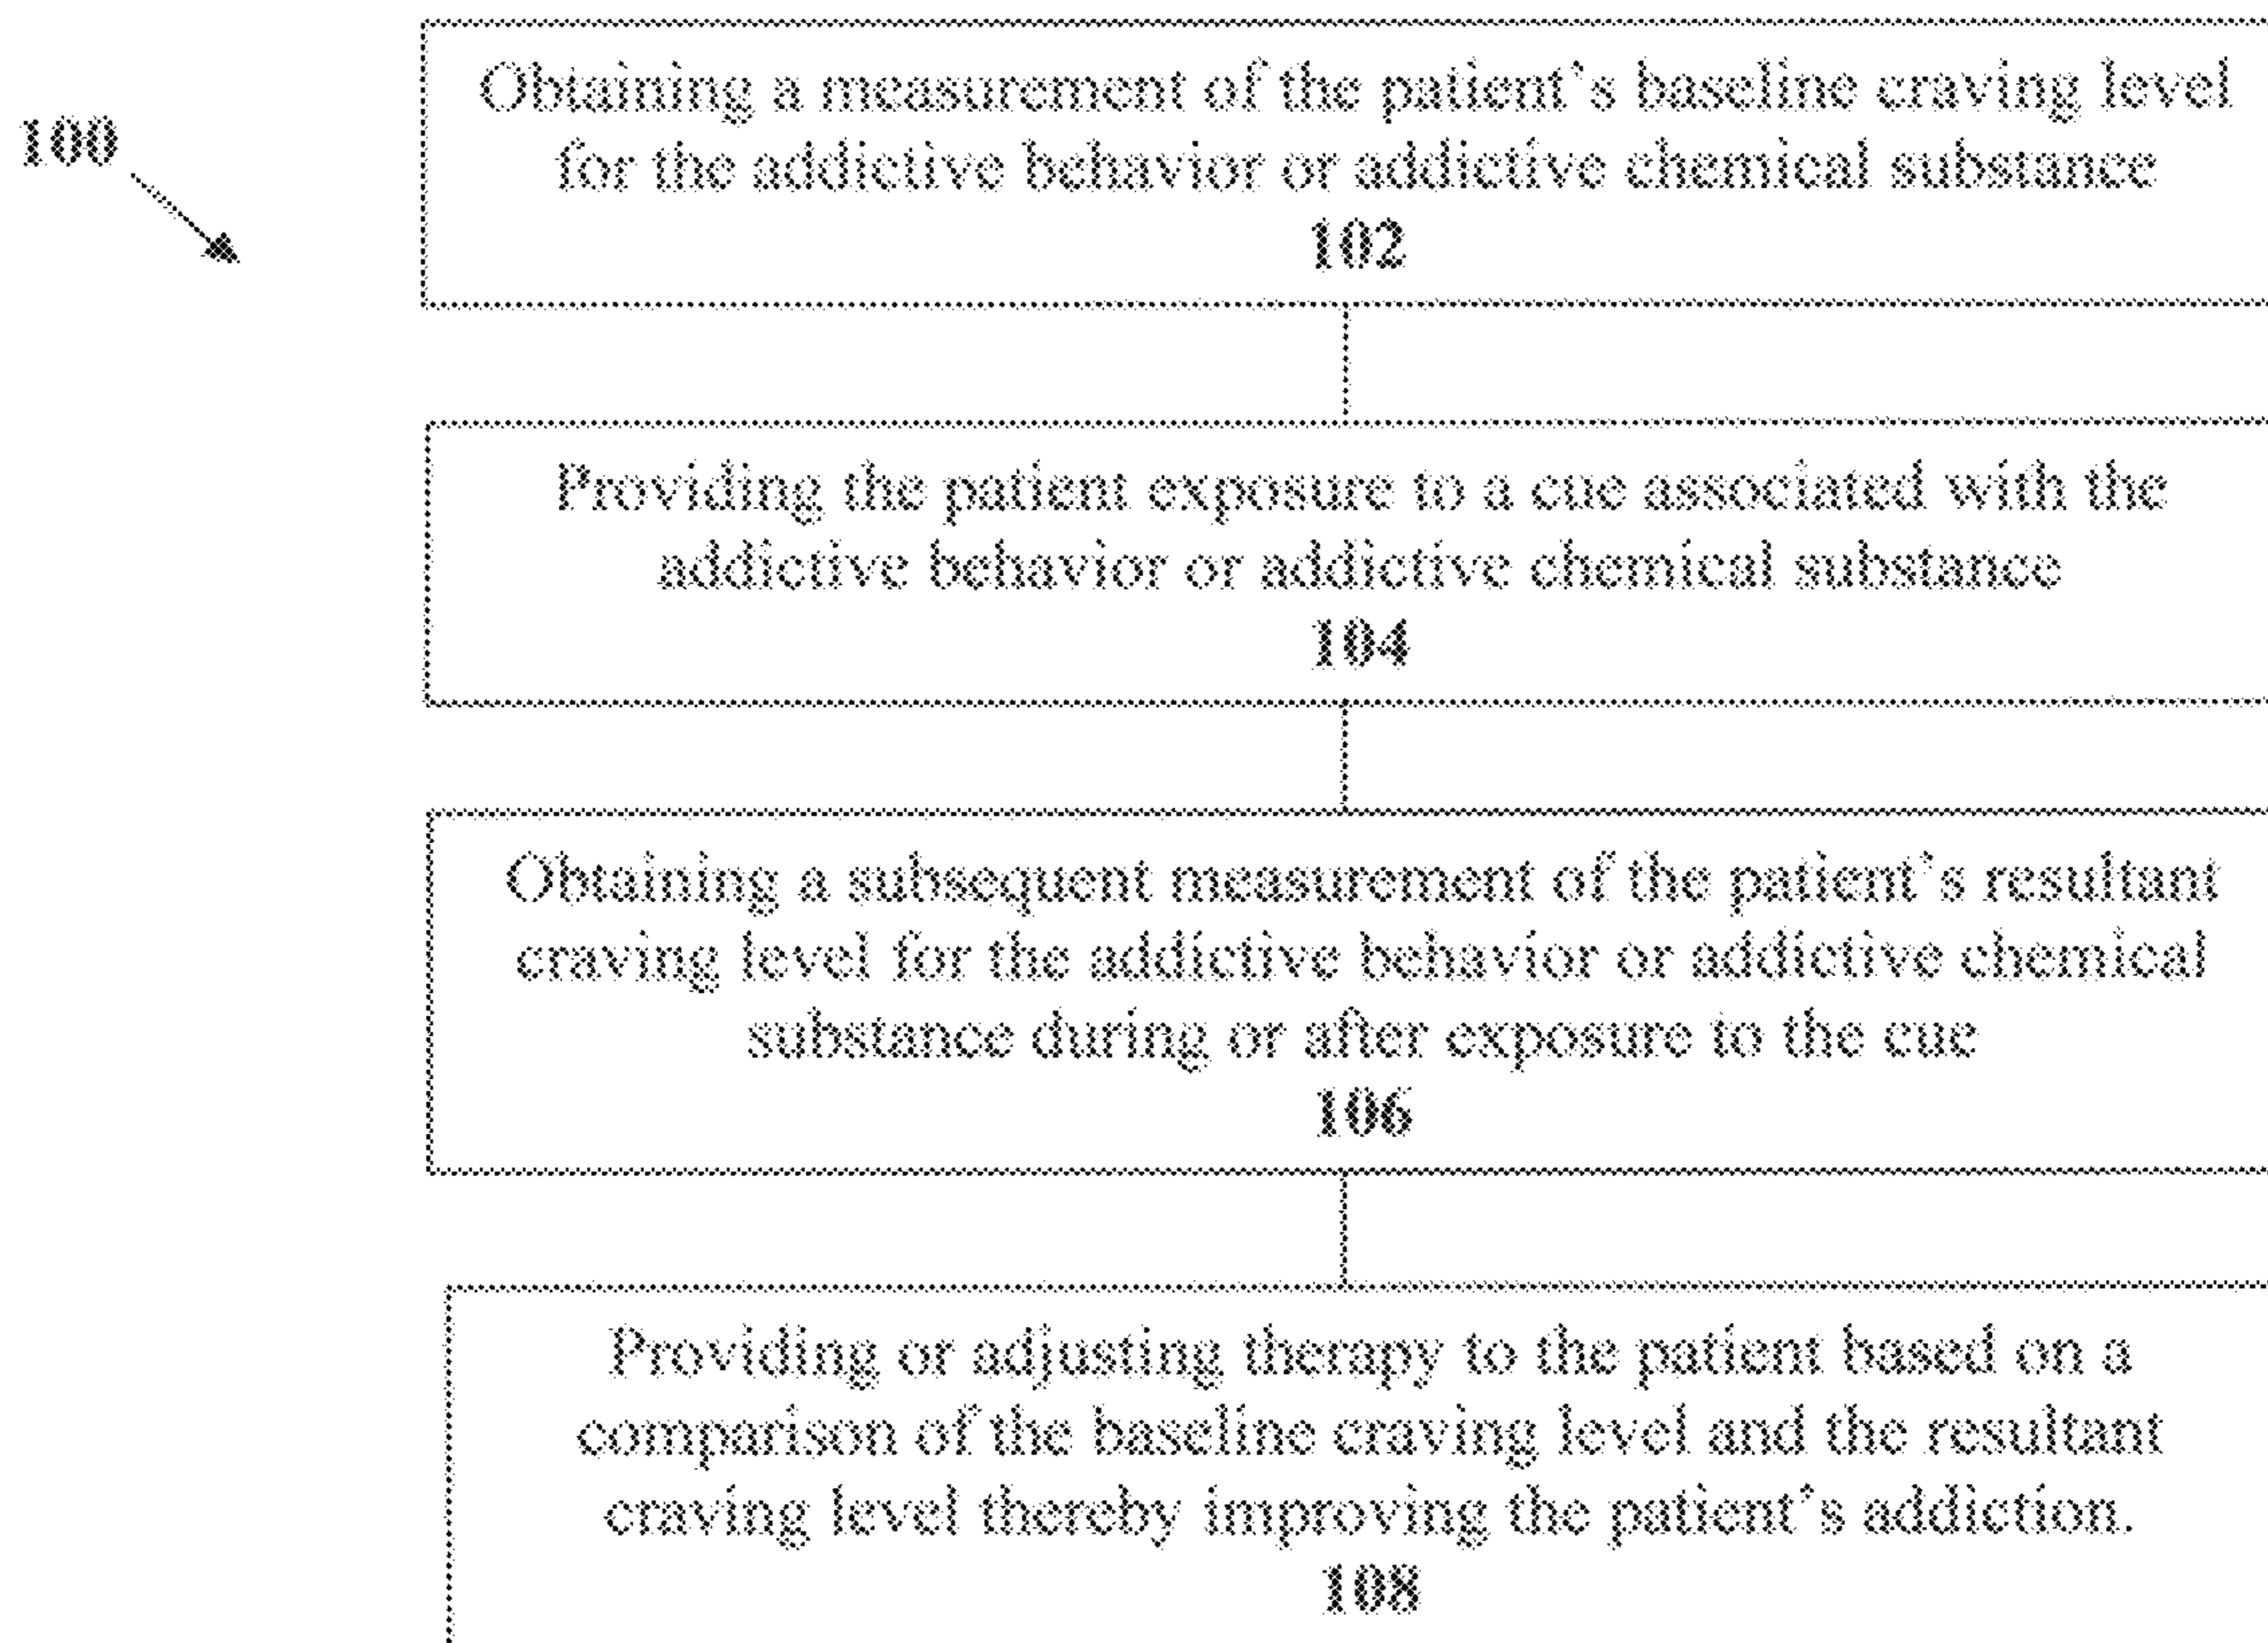 100
Obtaining a measurement of the patient's baseline craving level
for the addictive behavior or addictive chemical substance
102
Providing the patient exposure to a cue associated with the
addictive behavior or addictive chemical substance
104
Obtaining a subsequent measurement of the patient's resultant
craving level for the addictive behavior or addictive chemical
substance during or after exposure to the cue
106
Providing or adjusting therapy to the patient based on a
comparison of the baseline craving level and the resultant
craving level thereby improving the patient's addiction.
108